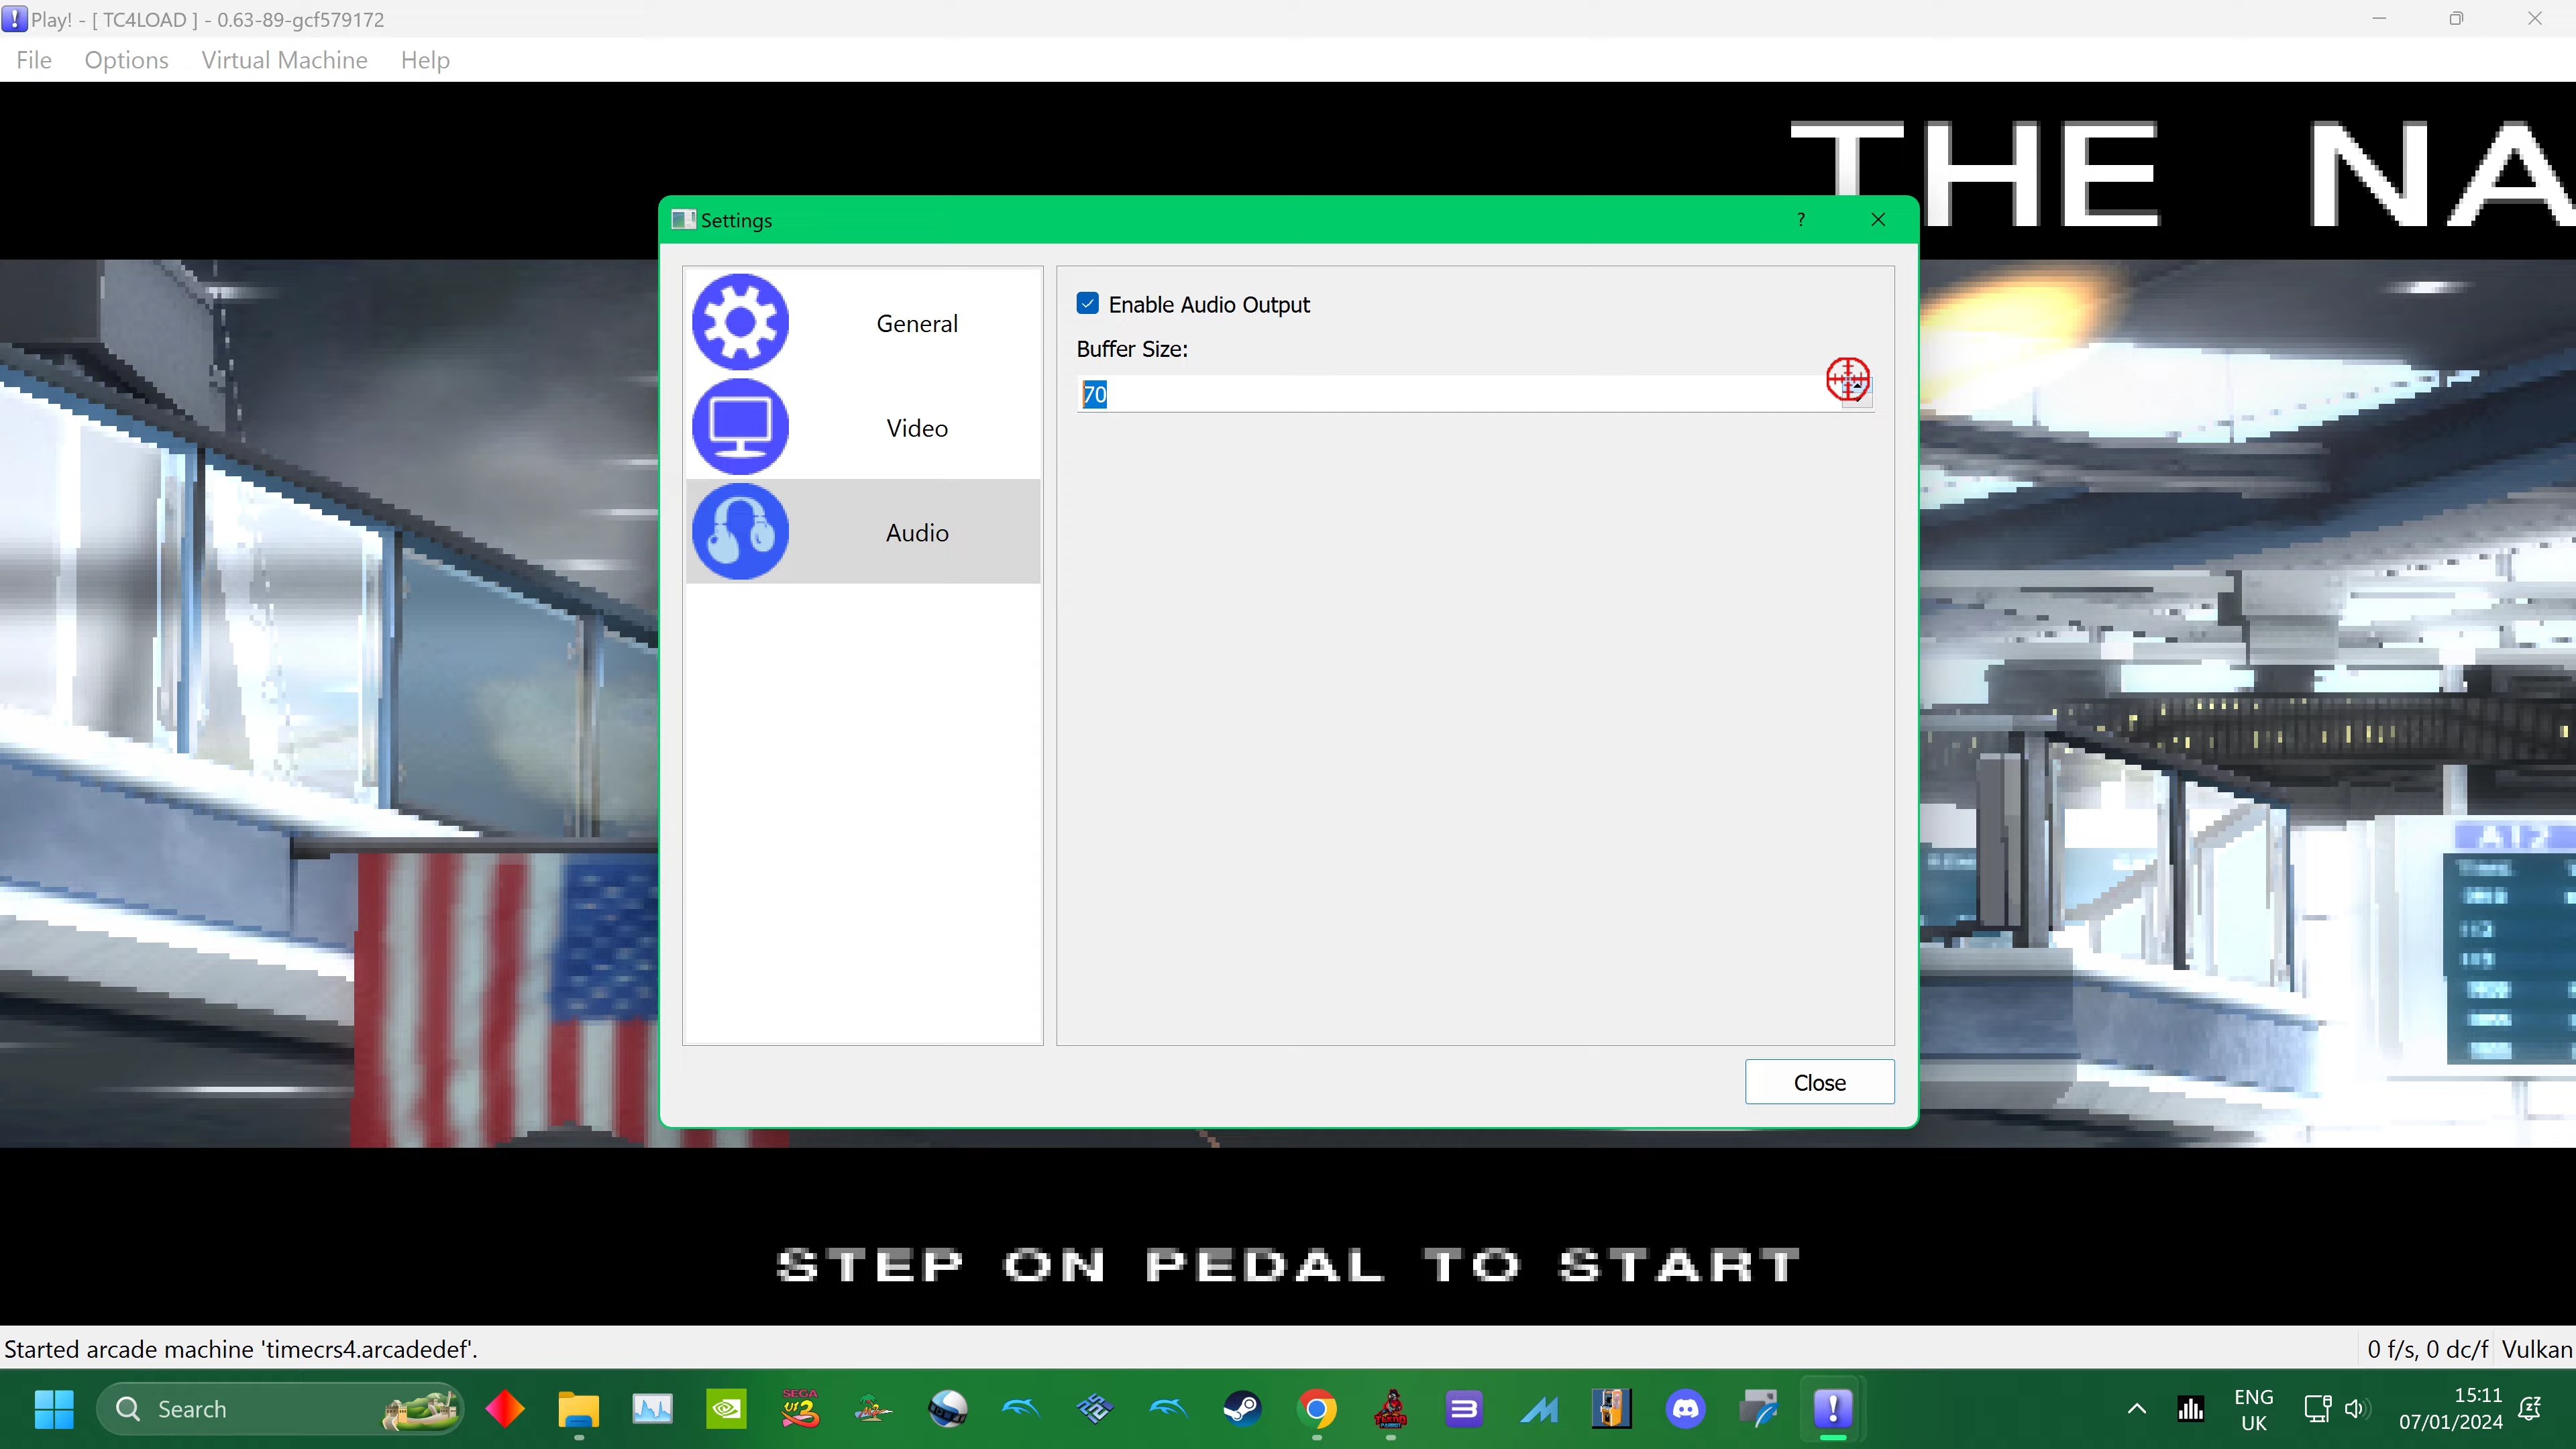 Play! - [ TC4LOAD ] - 0.63-89-gcf579172
File Options Virtual Machine Help
THE NA
Settings
?
General
Video
Audio
Enable Audio Output
Buffer Size:
70
Close
A12
STEP ON PEDAL TO START
Started arcade machine 'timecrs4.arcadedef'.
0 f/s, 0 dc/f Vulkan
Search
SEGA
ENG
UK
15:11
07/01/2024